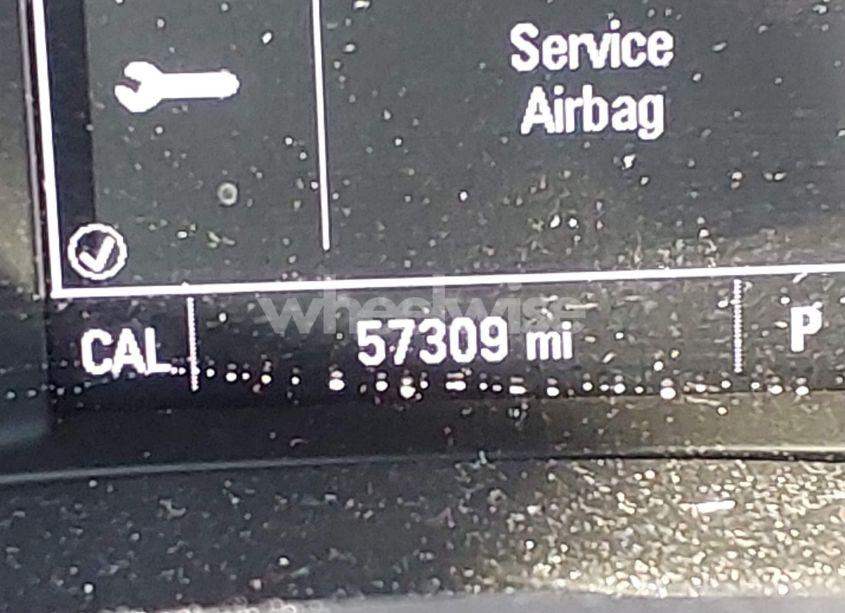 Service
Airbag
wheelwise
CAL
57309 mi
P